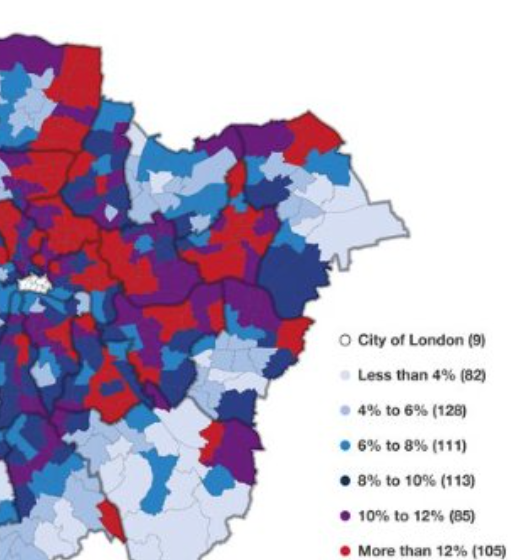 City of London (9)
Less than 4% (82)
4% to 6% (128)
6% to 8% (111)
8% to 10% (113)
10% to 12% (85)
More than 12% (105)